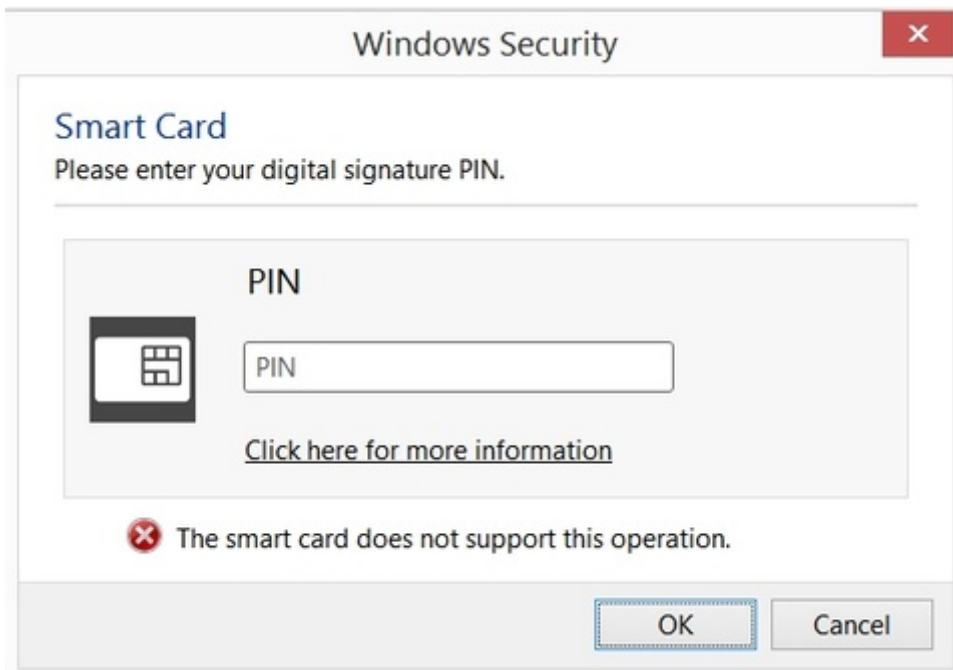 Windows Security
Smart Card
Please enter your digital signature PIN.
PIN
PIN
Click here for more information
The smart card does not support this operation.
OK
Cancel